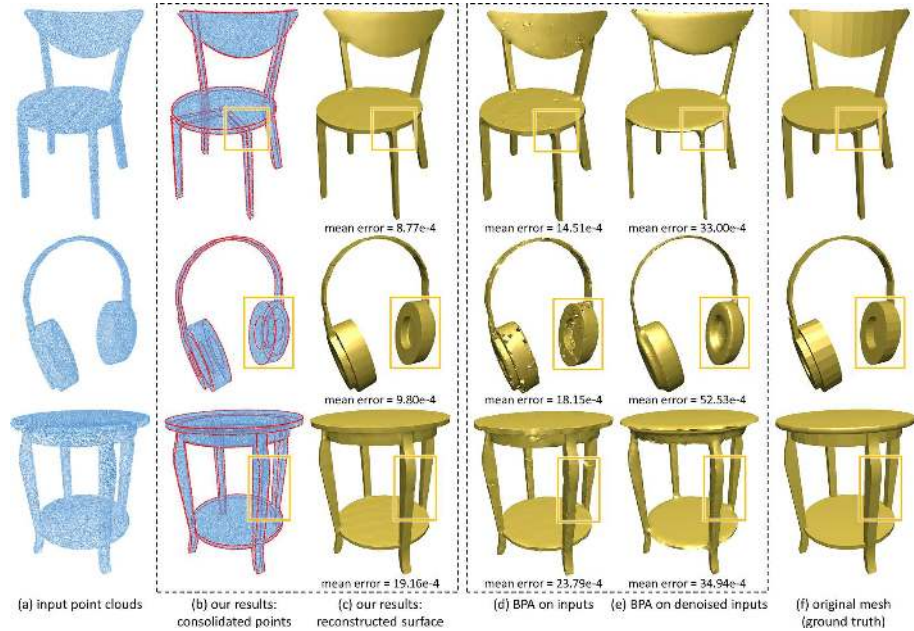 mean error = 8.77e-4
mean error = 14.51e-4
mean error = 33.00e-4
mean error = 9.80e-4
mean error = 18.15e-4
mean error = 52.53e-4
mean error = 19.16e-4
mean error = 23.79e-4
mean error = 34.94e-4
(a) input point clouds
(b) our results:
consolidated points
(c) our results:
reconstructed surface
(d) BPA on inputs
(e) BPA on denoised inputs
(f) original mesh
(ground truth)